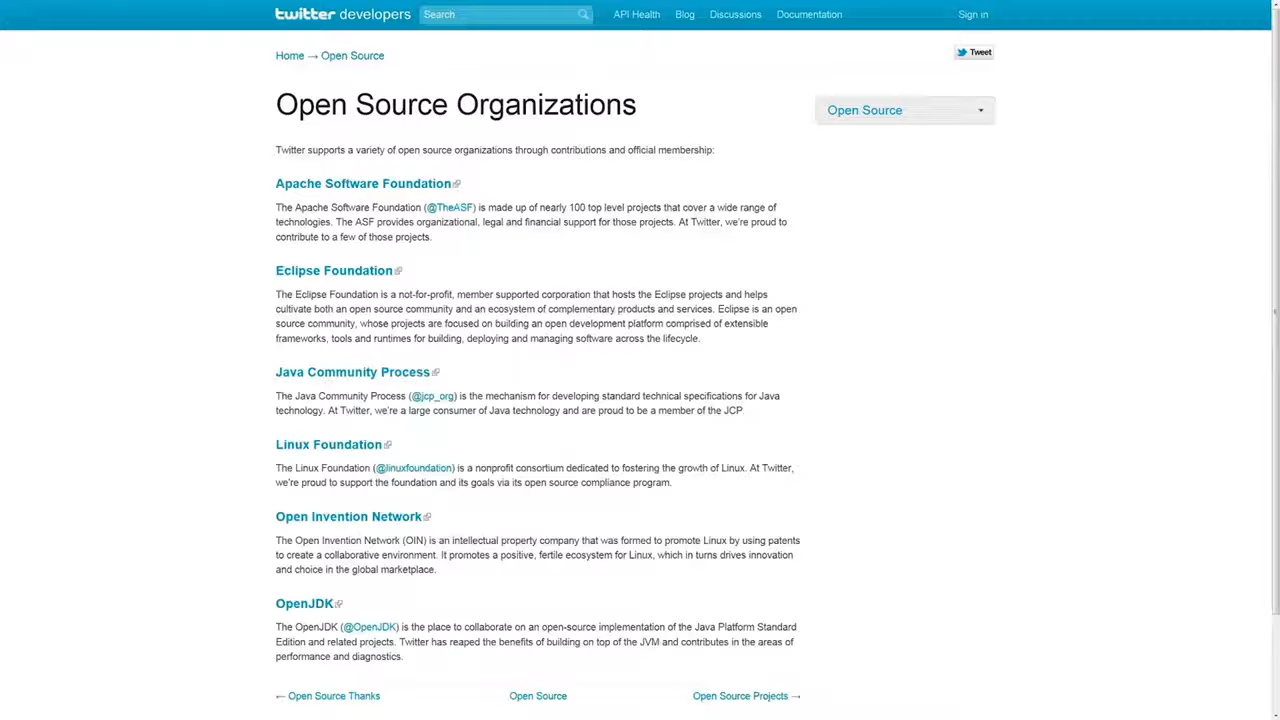 twitter developers Search API Health Blog Discussions Documentation Sign in
Home → Open Source Tweet
Open Source Organizations
Open Source
Twitter supports a variety of open source organizations through contributions and official membership:
Apache Software Foundation
The Apache Software Foundation (@TheASF) is made up of nearly 100 top level projects that cover a wide range of
technologies. The ASF provides organizational, legal and financial support for those projects. At Twitter, we're proud to
contribute to a few of those projects.
Eclipse Foundation
The Eclipse Foundation is a not-for-profit, member supported corporation that hosts the Eclipse projects and helps
cultivate both an open source community and an ecosystem of complementary products and services. Eclipse is an open
source community, whose projects are focused on building an open development platform comprised of extensible
frameworks, tools and runtimes for building, deploying and managing software across the lifecycle.
Java Community Process
The Java Community Process (@jcp_org) is the mechanism for developing standard technical specifications for Java
technology. At Twitter, we're a large consumer of Java technology and are proud to be a member of the JCP
Linux Foundation
The Linux Foundation (@linuxfoundation) is a nonprofit consortium dedicated to fostering the growth of Linux. At Twitter,
we're proud to support the foundation and its goals via its open source compliance program.
Open Invention Network
The Open Invention Network (OIN) is an intellectual property company that was formed to promote Linux by using patents
to create a collaborative environment. It promotes a positive, fertile ecosystem for Linux, which in turns drives innovation
and choice in the global marketplace.
OpenJDK
The OpenJDK (@OpenJDK) is the place to collaborate on an open-source implementation of the Java Platform Standard
Edition and related projects. Twitter has reaped the benefits of building on top of the JVM and contributes in the areas of
performance and diagnostics.
← Open Source Thanks Open Source Open Source Projects →